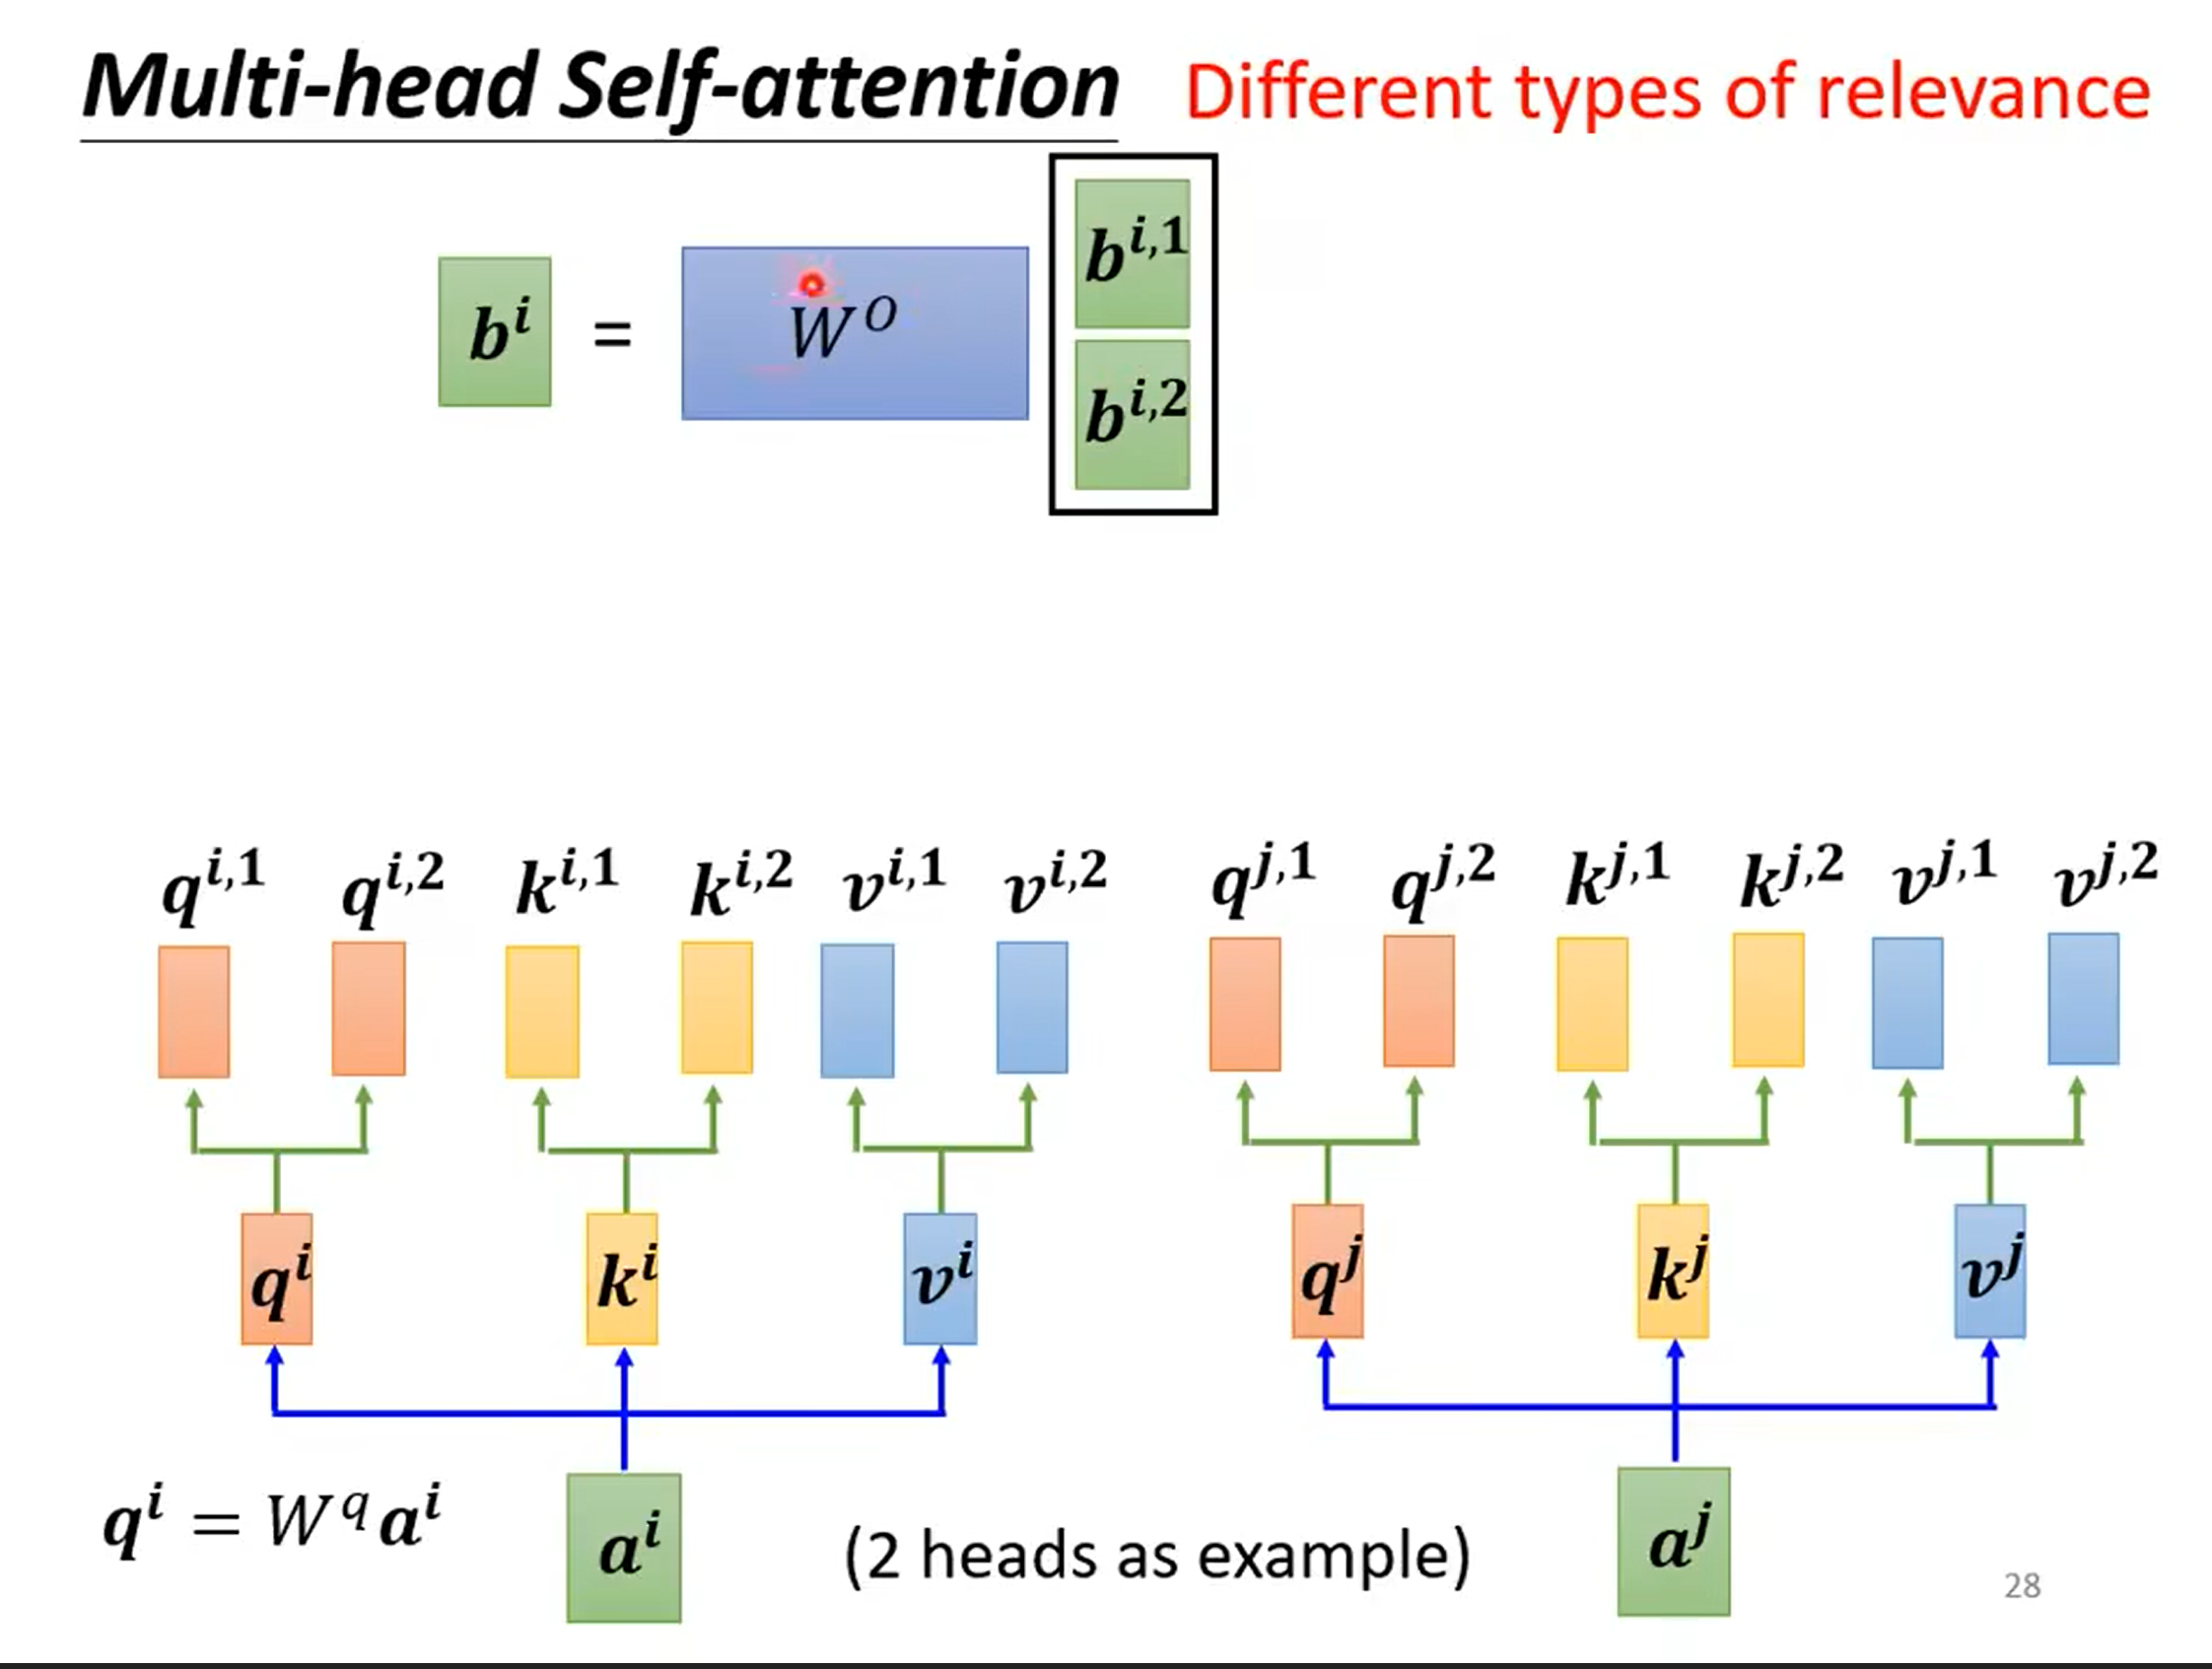 Multi-head Self-attention Different types of relevance
b^{i,1}
b^i = W^O
b^{i,2}
q^{i,1} q^{i,2} k^{i,1} k^{i,2} v^{i,1} v^{i,2} q^{j,1} q^{j,2} k^{j,1} k^{j,2} v^{j,1} v^{j,2}
q^i k^i v^i q^j k^j v^j
q^i = W^q a^i a^i (2 heads as example) a^j
28